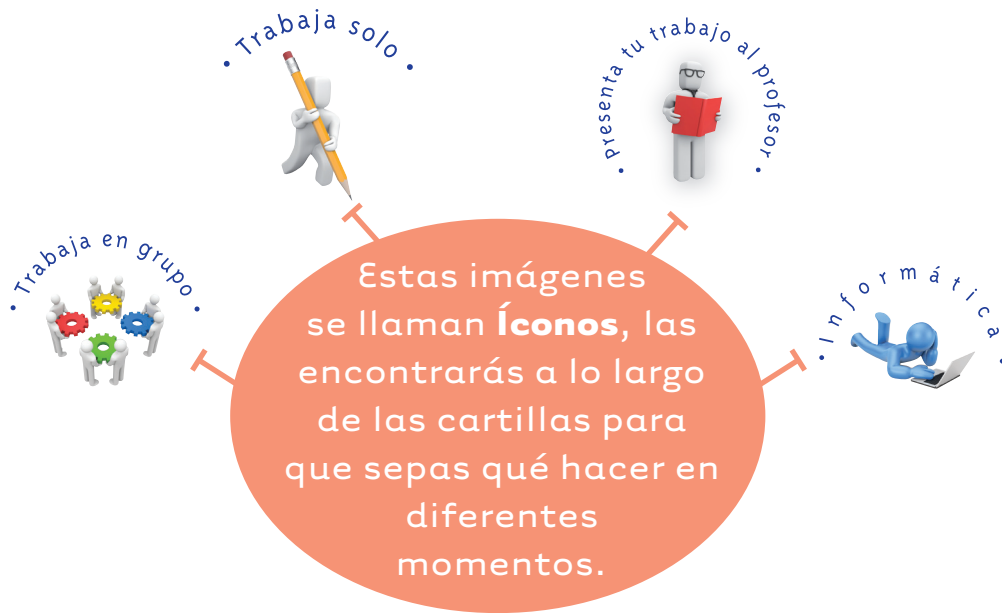 Trabaja solo
Presenta tu trabajo al profesor
Trabaja en grupo
Informática
Estas imágenes
se llaman Íconos, las
encontrarás a lo largo
de las cartillas para
que sepas qué hacer en
diferentes
momentos.